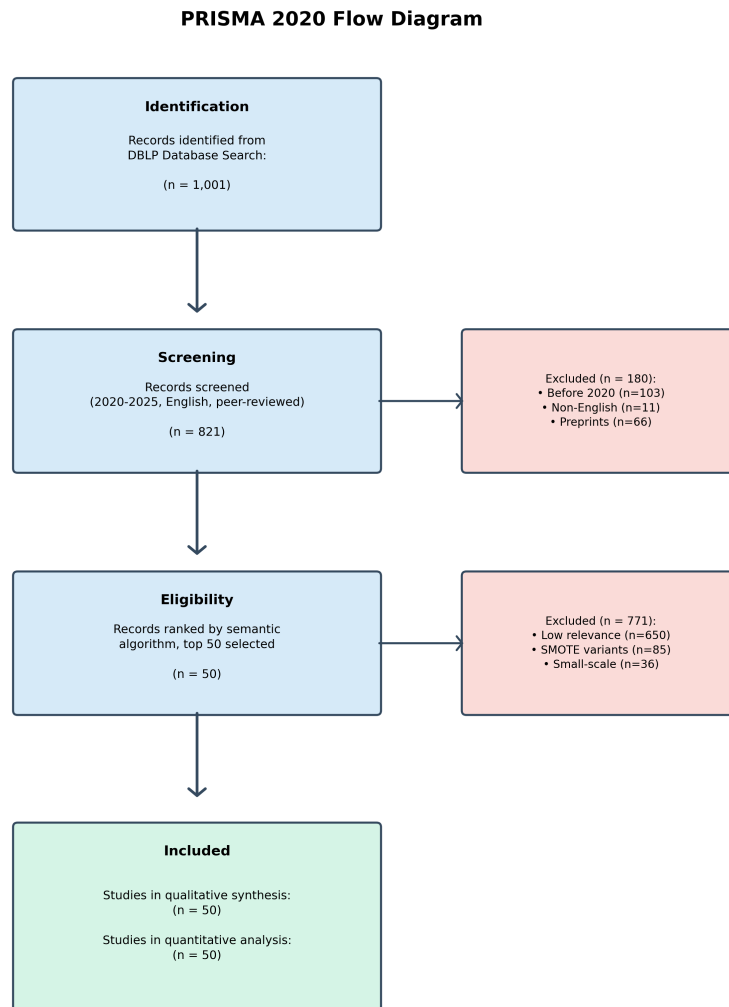 PRISMA 2020 Flow Diagram
Identification
Records identified from
DBLP Database Search:
(n = 1,001)
Screening
Records screened
(2020-2025, English, peer-reviewed)
(n = 821)
Excluded (n = 180):
• Before 2020 (n=103)
• Non-English (n=11)
• Preprints (n=66)
Eligibility
Records ranked by semantic
algorithm, top 50 selected
(n = 50)
Excluded (n = 771):
• Low relevance (n=650)
• SMOTE variants (n=85)
• Small-scale (n=36)
Included
Studies in qualitative synthesis:
(n = 50)
Studies in quantitative analysis:
(n = 50)